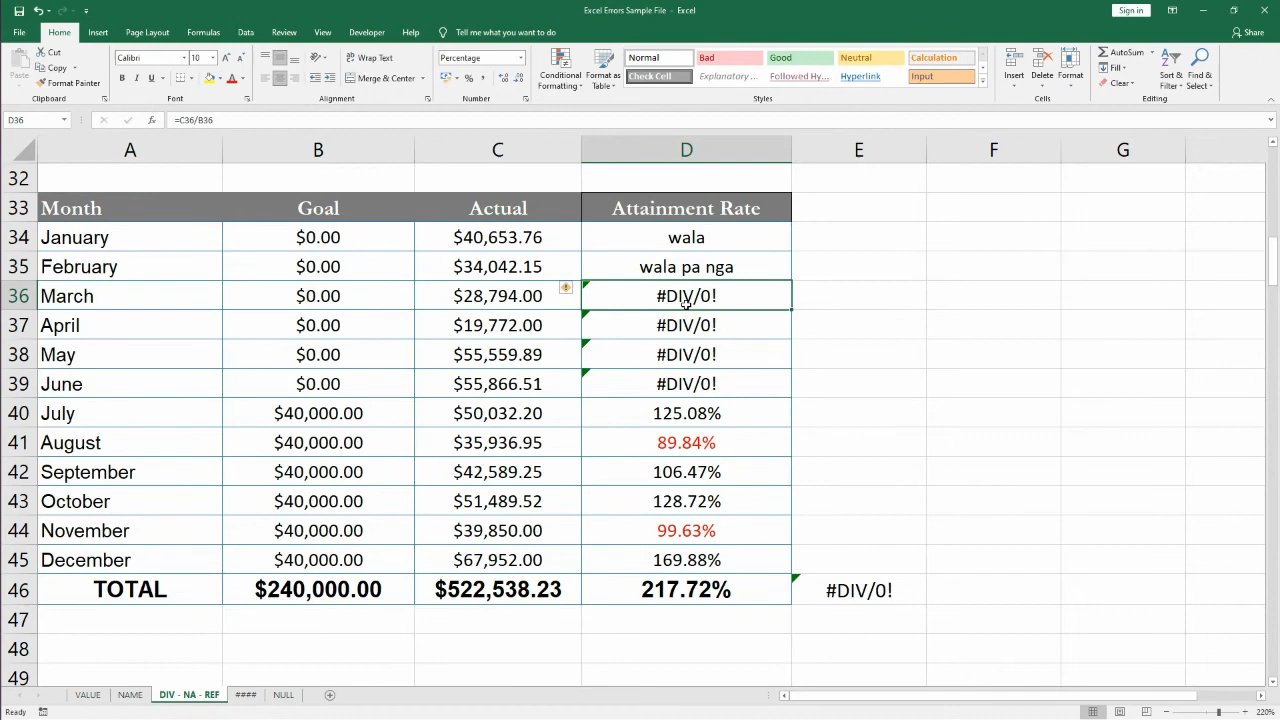 Excel Errors Sample File - Excel
Sign in
File Home Insert Page Layout Formulas Data Review View Developer Help Tell me what you want to do Share
Paste Cut Copy Format Painter Clipboard
Calibri 10 B I U A A A Font
Wrap Text Merge & Center Alignment
Percentage $ % , Number
Conditional Formatting Format as Table
Normal Bad Good Neutral Calculation
Check Cell Explanatory ... Followed Hy... Hyperlink Input
Styles
Insert Delete Format Cells
AutoSum Fill Clear Sort & Filter Find & Select Editing
D36 fx =C36/B36
A B C D E F G
32
33 Month Goal Actual Attainment Rate
34 January $0.00 $40,653.76 wala
35 February $0.00 $34,042.15 wala pa nga
36 March $0.00 $28,794.00 #DIV/0!
37 April $0.00 $19,772.00 #DIV/0!
38 May $0.00 $55,559.89 #DIV/0!
39 June $0.00 $55,866.51 #DIV/0!
40 July $40,000.00 $50,032.20 125.08%
41 August $40,000.00 $35,936.95 89.84%
42 September $40,000.00 $42,589.25 106.47%
43 October $40,000.00 $51,489.52 128.72%
44 November $40,000.00 $39,850.00 99.63%
45 December $40,000.00 $67,952.00 169.88%
46 TOTAL $240,000.00 $522,538.23 217.72% #DIV/0!
47
48
49
VALUE NAME DIV - NA - REF #### NULL
Ready 220%